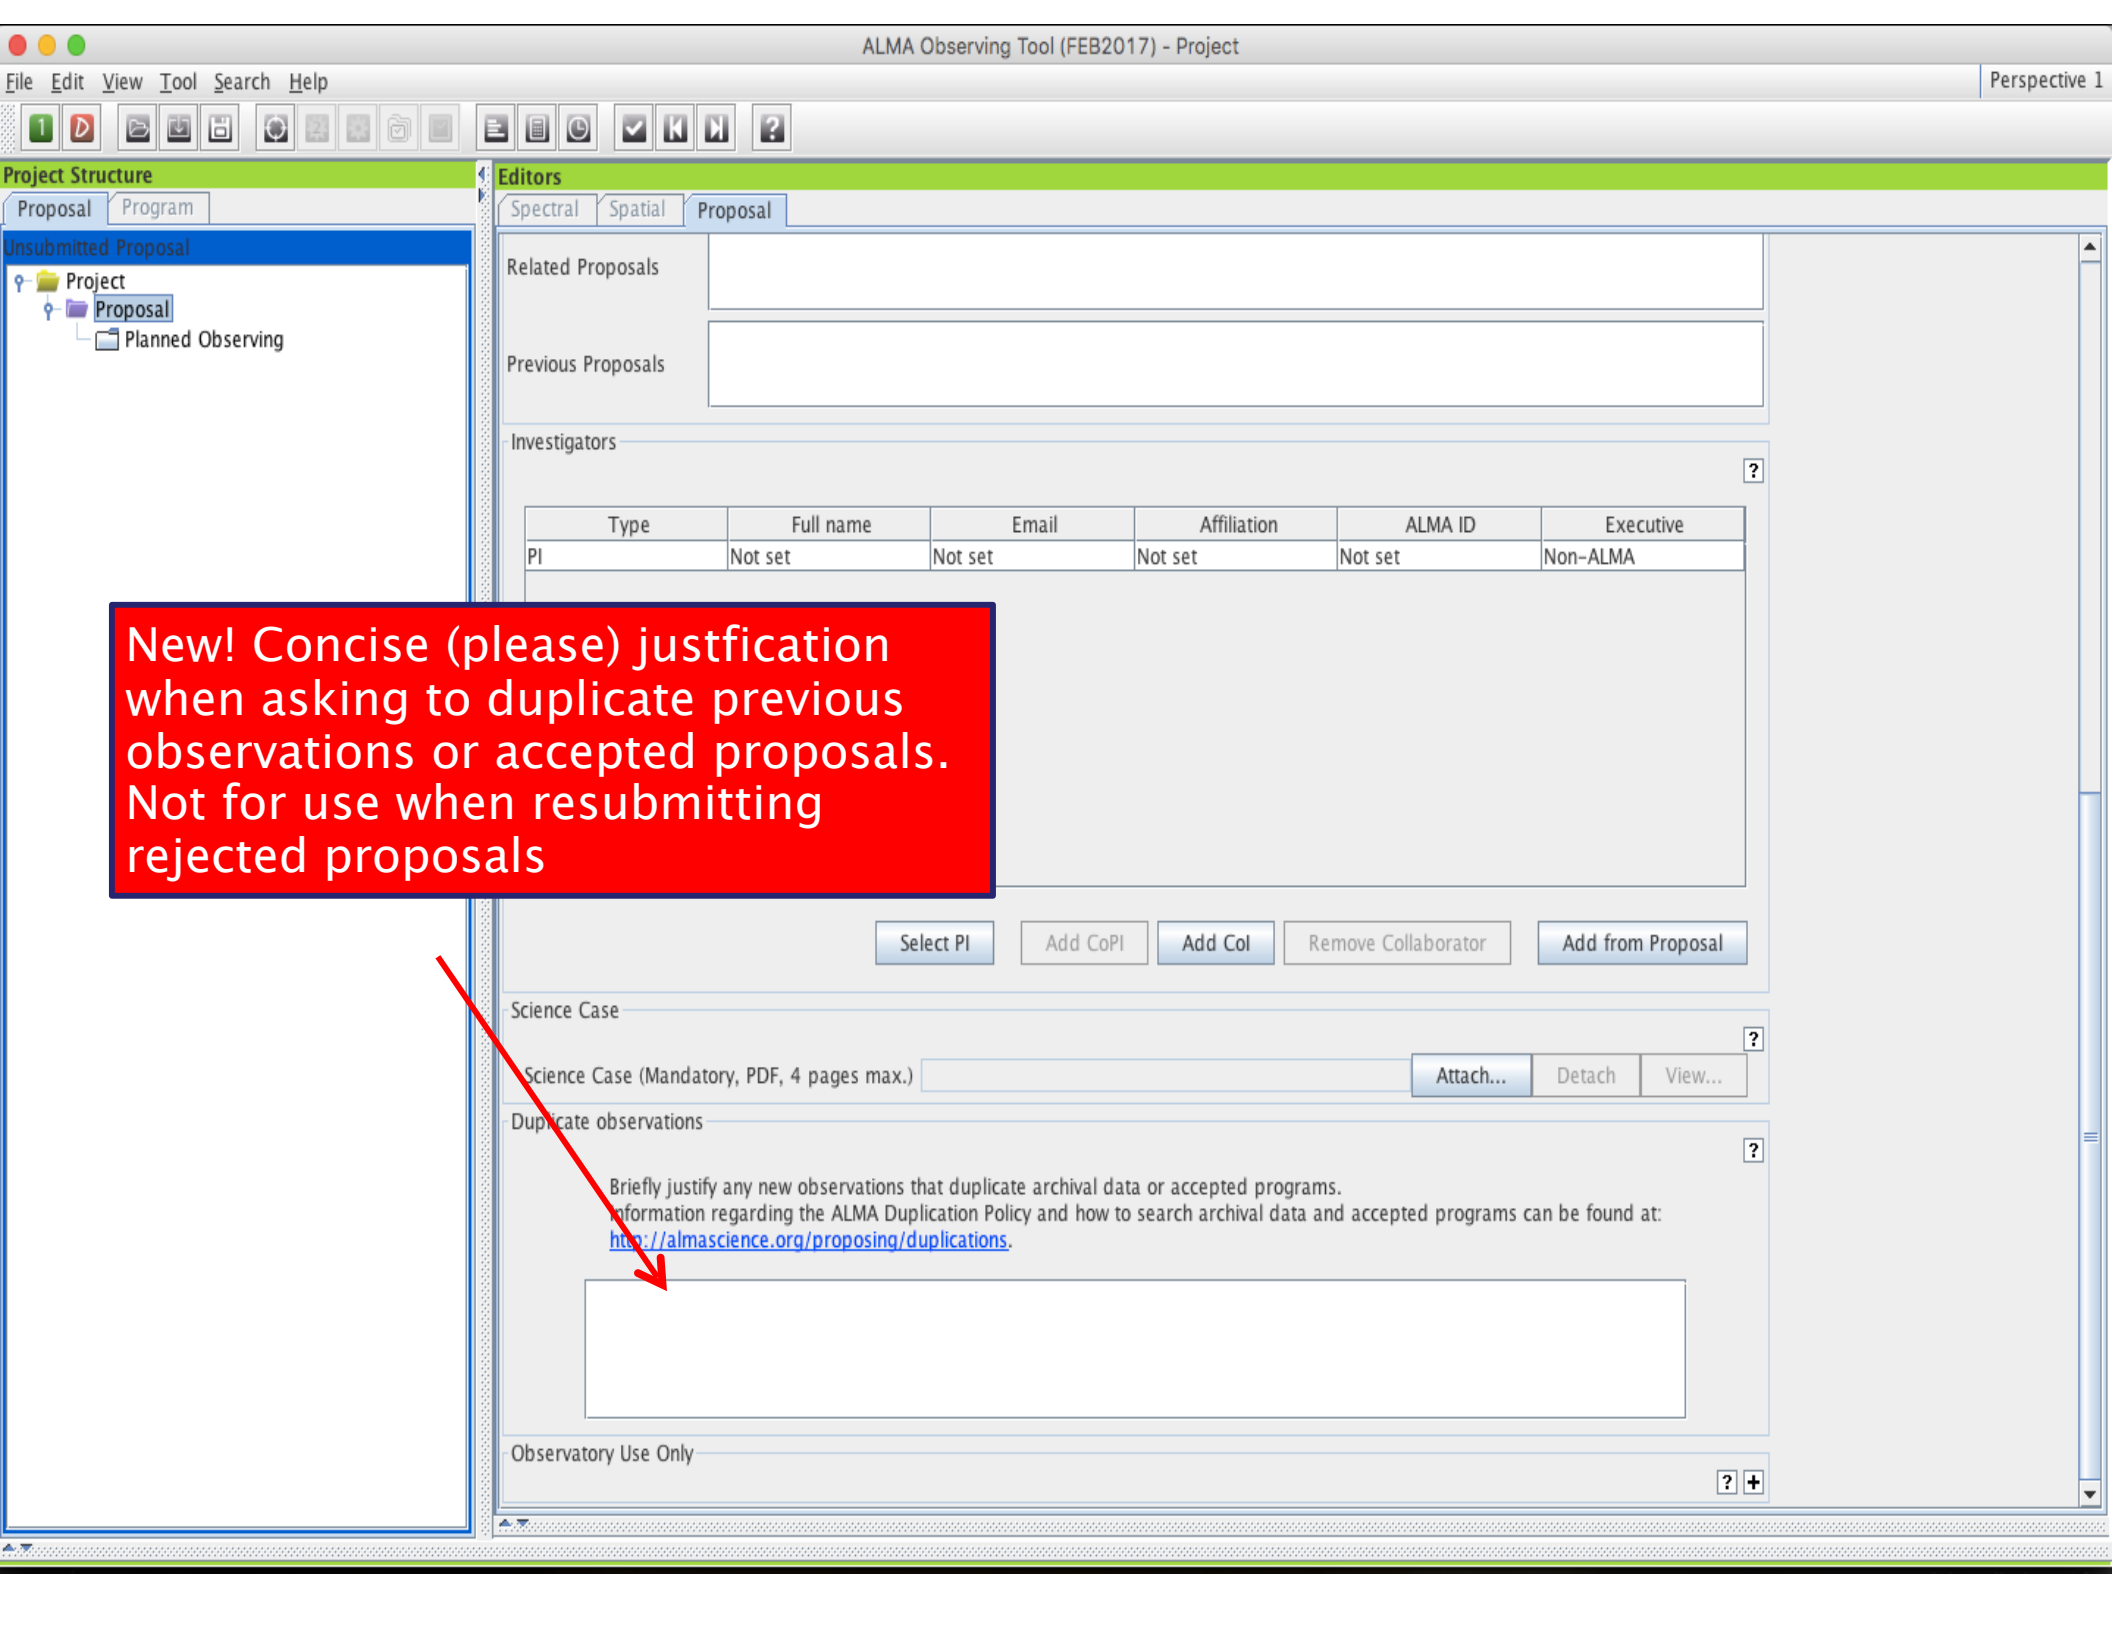 ALMA Observing Tool (FEB2017) - Project
File Edit View Tool Search Help
Perspective 1
Project Structure
Proposal Program
Unsubmitted Proposal
Project
Proposal
Planned Observing
Editors
Spectral Spatial Proposal
Related Proposals
Previous Proposals
Investigators
?
Type Full name Email Affiliation ALMA ID Executive
PI Not set Not set Not set Not set Non-ALMA
New! Concise (please) justfication
when asking to duplicate previous
observations or accepted proposals.
Not for use when resubmitting
rejected proposals
Select PI Add CoPI Add CoI Remove Collaborator Add from Proposal
Science Case
?
Science Case (Mandatory, PDF, 4 pages max.) Attach... Detach View...
Duplicate observations
?
Briefly justify any new observations that duplicate archival data or accepted programs.
Information regarding the ALMA Duplication Policy and how to search archival data and accepted programs can be found at:
http://almascience.org/proposing/duplications.
Observatory Use Only
? +